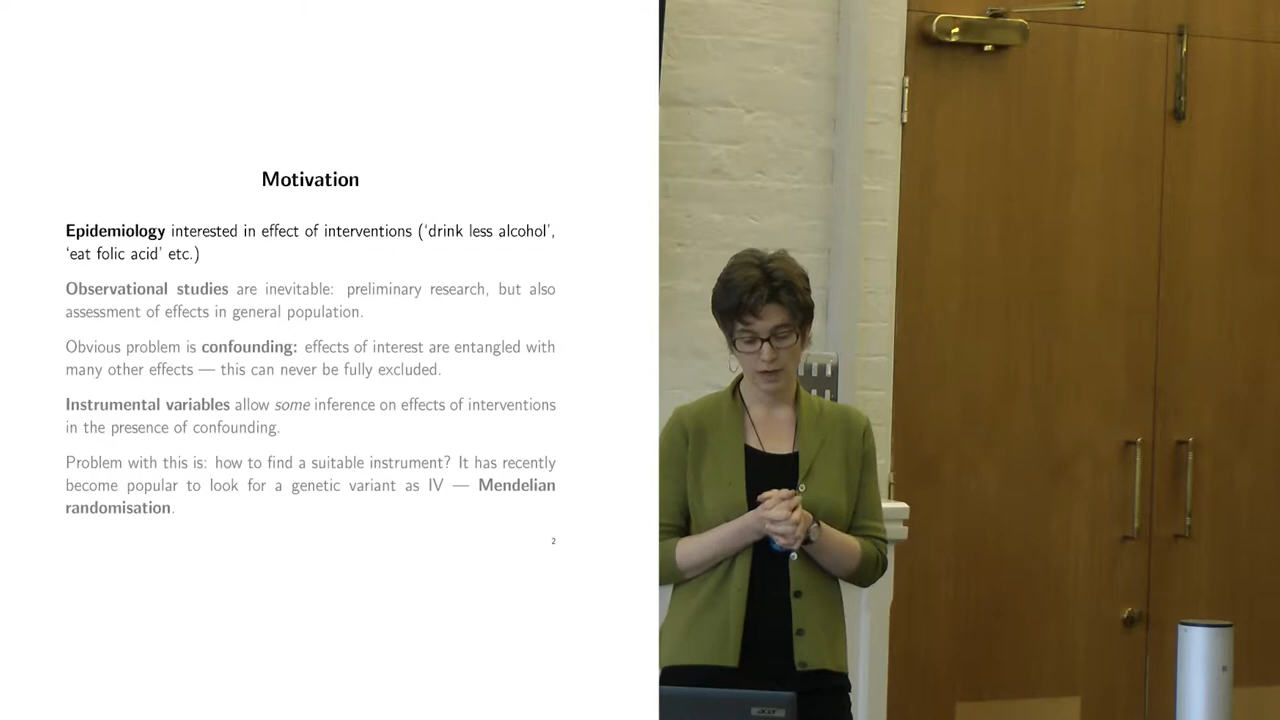 Motivation
Epidemiology interested in effect of interventions (‘drink less alcohol’,
‘eat folic acid’ etc.)
Observational studies are inevitable: preliminary research, but also
assessment of effects in general population.
Obvious problem is confounding: effects of interest are entangled with
many other effects — this can never be fully excluded.
Instrumental variables allow some inference on effects of interventions
in the presence of confounding.
Problem with this is: how to find a suitable instrument? It has recently
become popular to look for a genetic variant as IV — Mendelian
randomisation.
2
acer